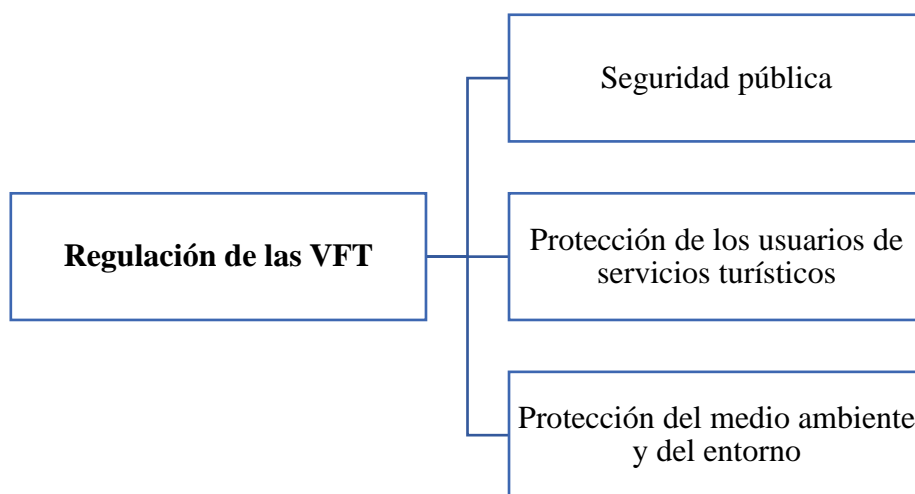 Seguridad pública
Regulación de las VFT
Protección de los usuarios de
servicios turísticos
Protección del medio ambiente
y del entorno